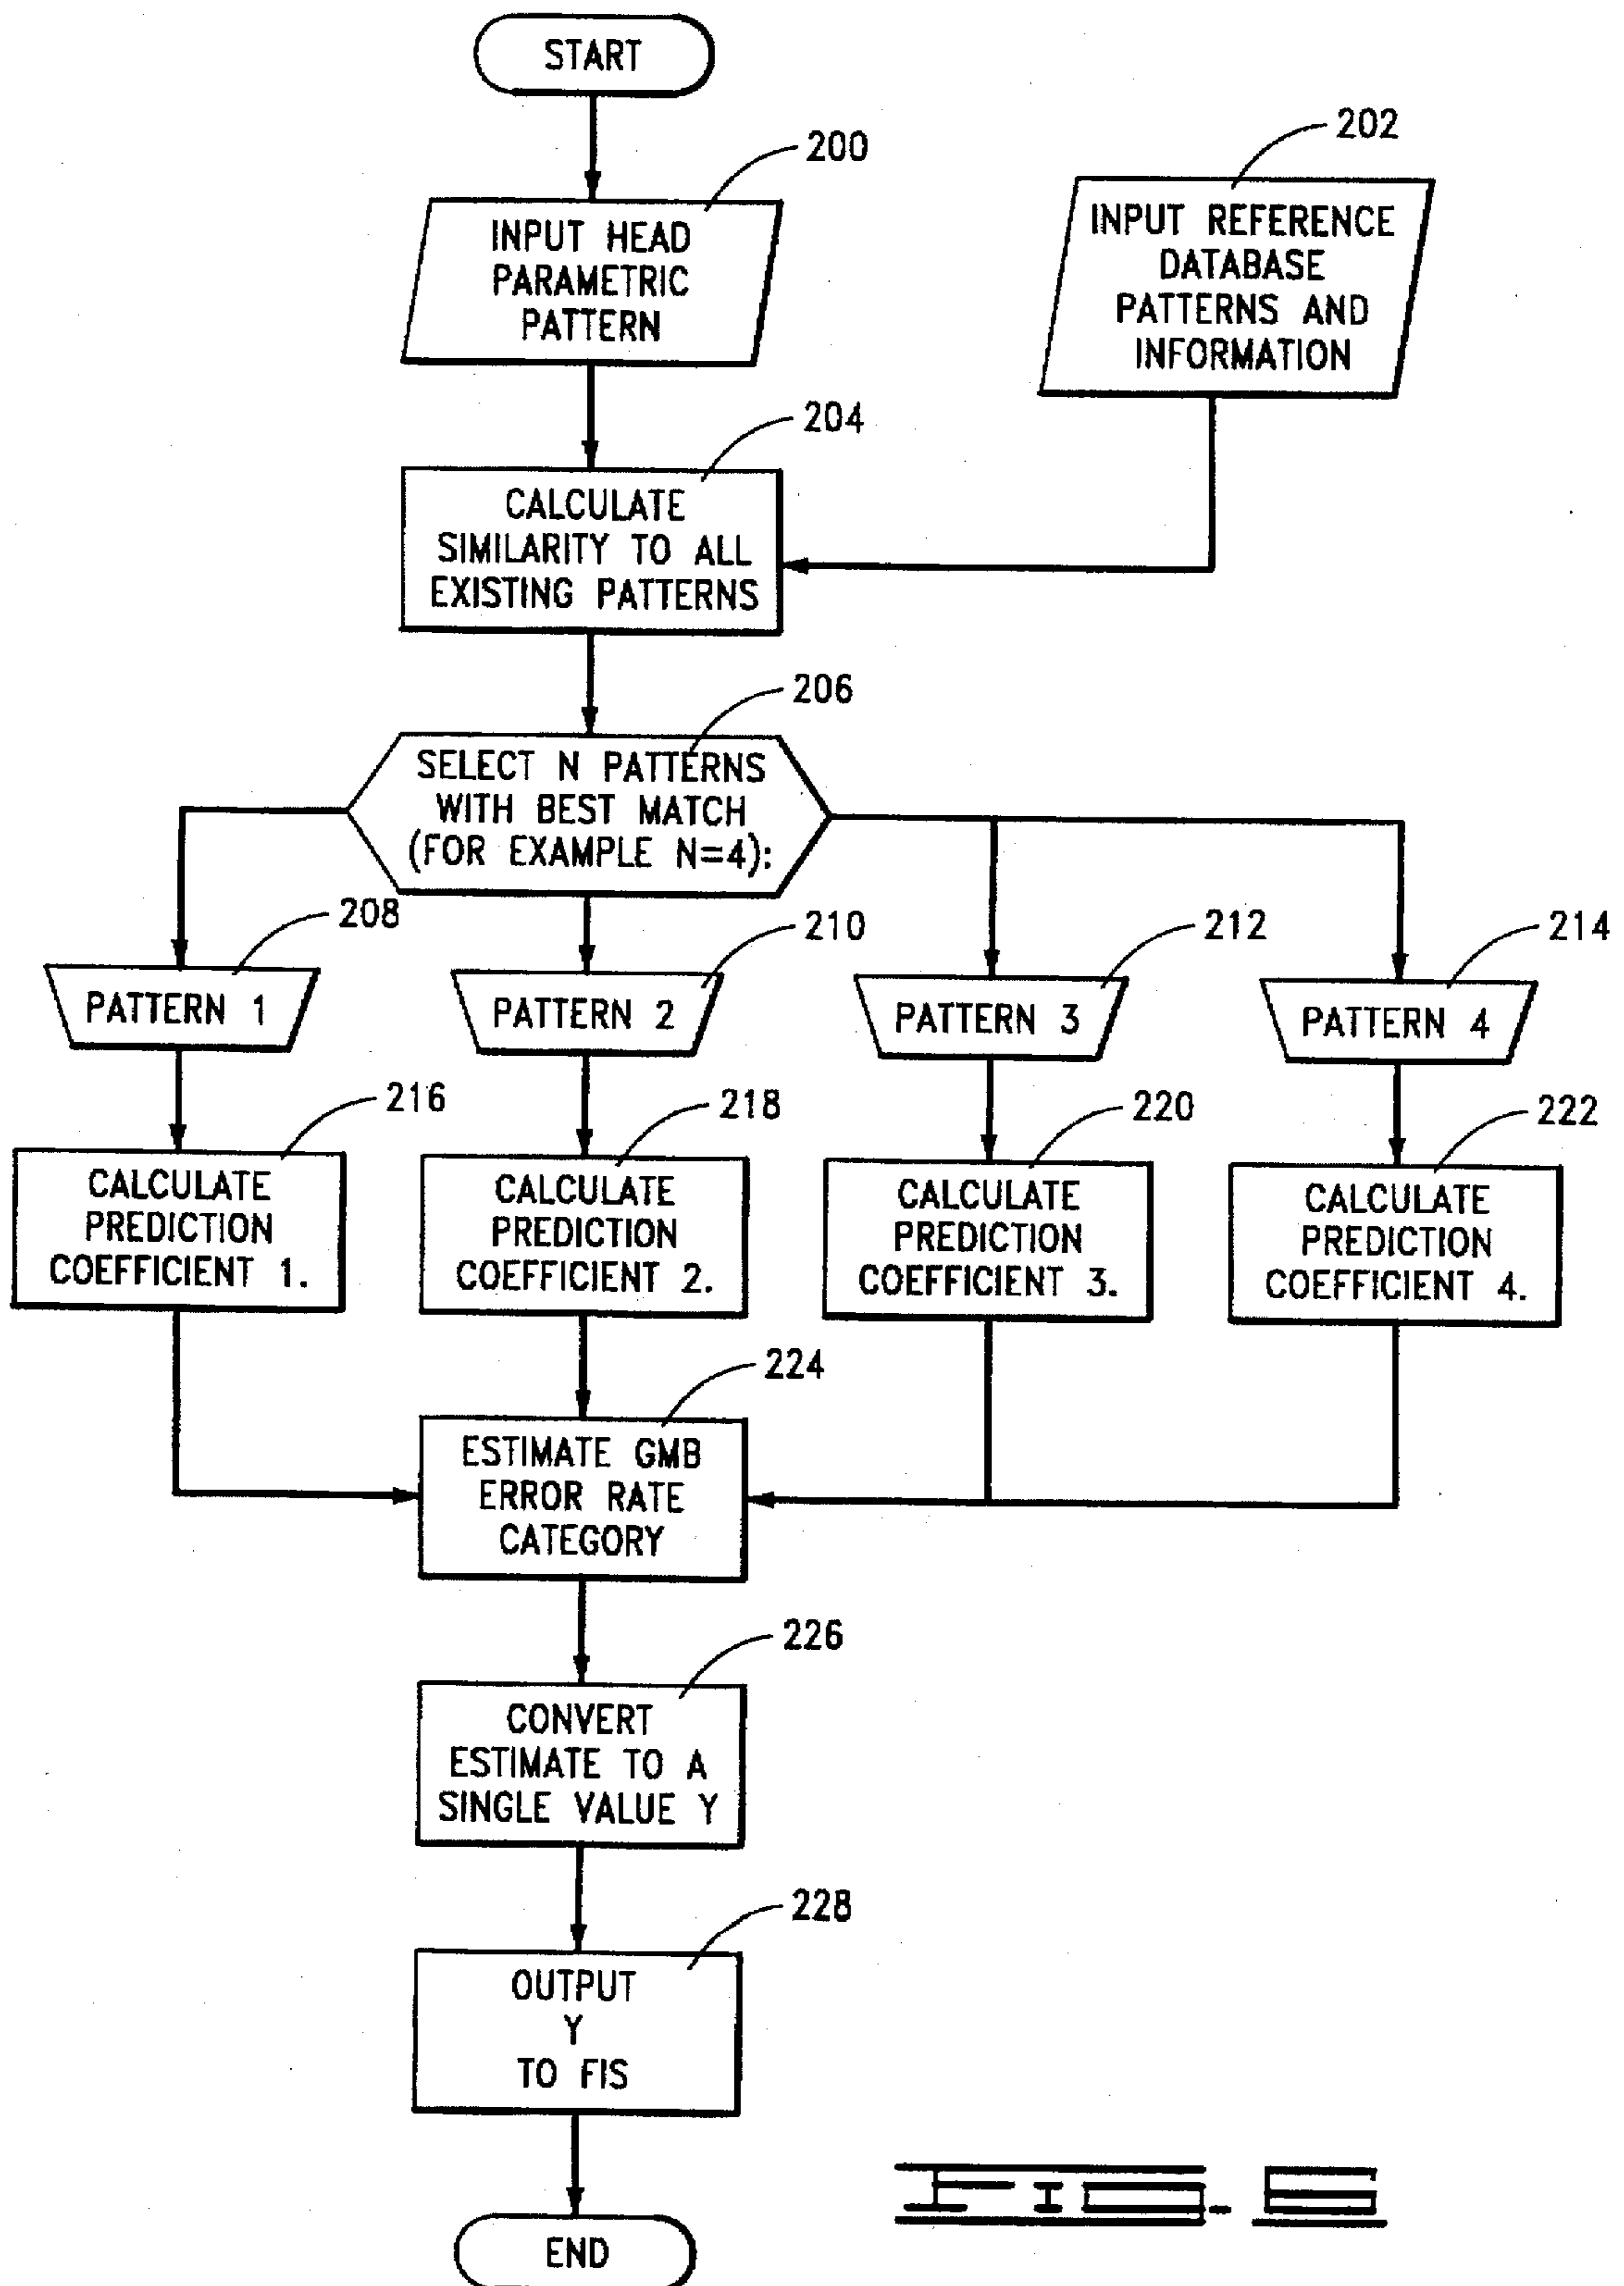 START
200
INPUT HEAD
PARAMETRIC
PATTERN
202
INPUT REFERENCE
DATABASE
PATTERNS AND
INFORMATION
204
CALCULATE
SIMILARITY TO ALL
EXISTING PATTERNS
206
SELECT N PATTERNS
WITH BEST MATCH
(FOR EXAMPLE N=4):
208
PATTERN 1
210
PATTERN 2
212
PATTERN 3
214
PATTERN 4
216
CALCULATE
PREDICTION
COEFFICIENT 1.
218
CALCULATE
PREDICTION
COEFFICIENT 2.
220
CALCULATE
PREDICTION
COEFFICIENT 3.
222
CALCULATE
PREDICTION
COEFFICIENT 4.
224
ESTIMATE GMB
ERROR RATE
CATEGORY
226
CONVERT
ESTIMATE TO A
SINGLE VALUE Y
228
OUTPUT
Y
TO FIS
END